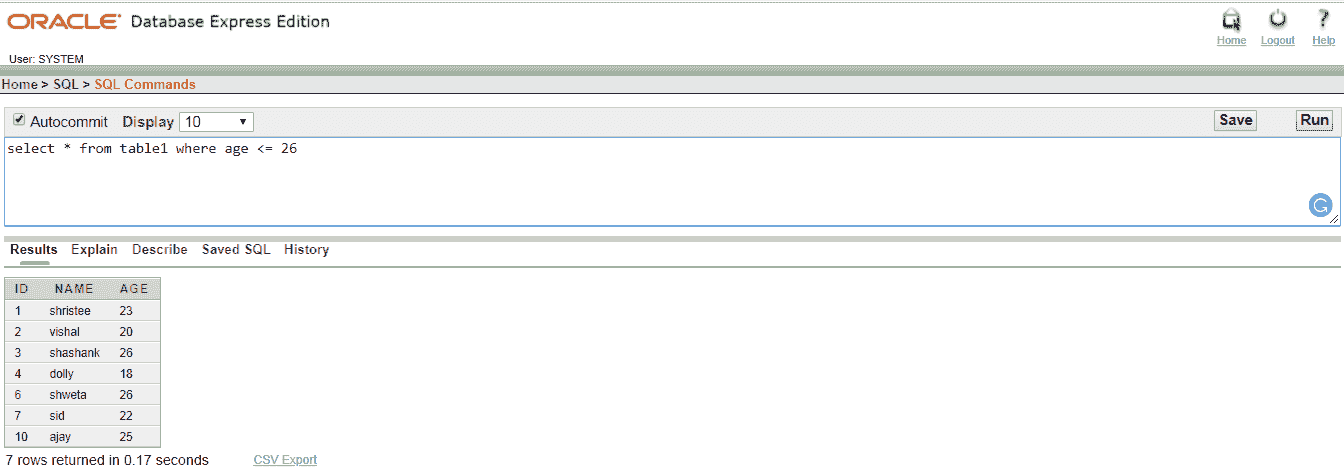 ORACLE Database Express Edition
Home Logout Help
User: SYSTEM
Home > SQL > SQL Commands
Autocommit Display 10 Save Run
select * from table1 where age <= 26
Results Explain Describe Saved SQL History
ID NAME AGE
1 shristee 23
2 vishal 20
3 shashank 26
4 dolly 18
6 shweta 26
7 sid 22
10 ajay 25
7 rows returned in 0.17 seconds CSV Export